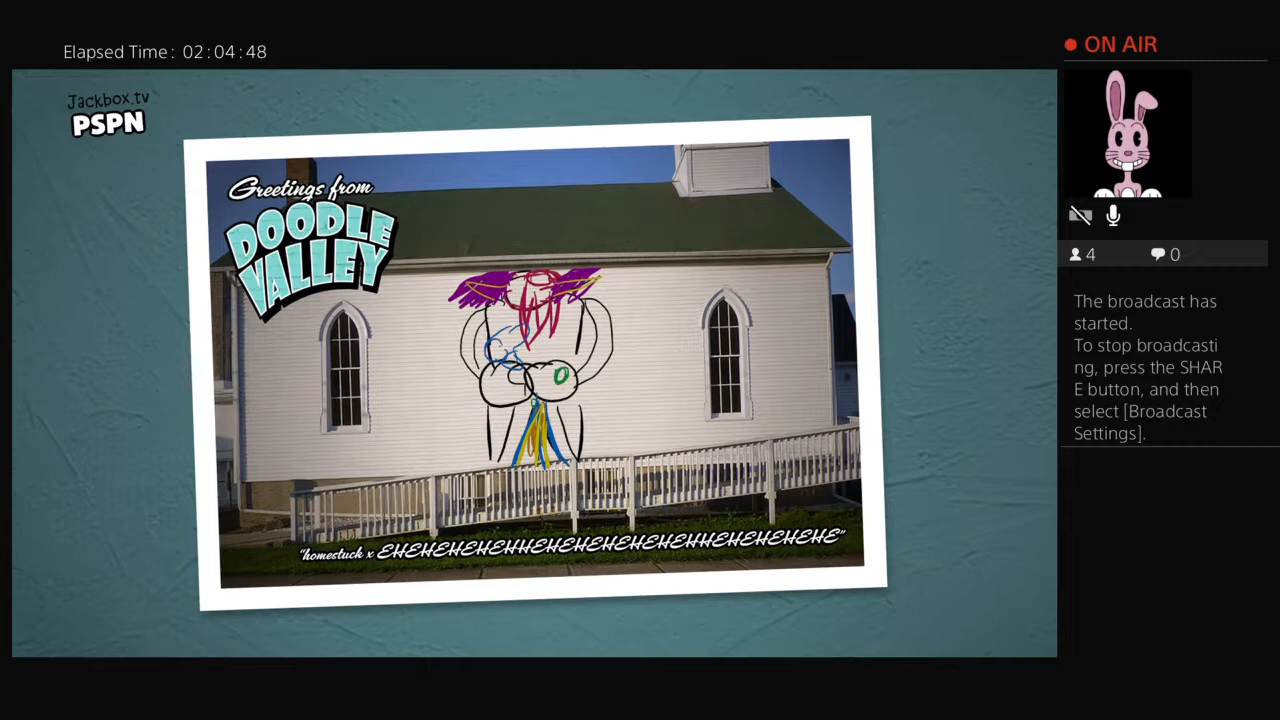 Elapsed Time: 02:04:48
ON AIR
Jackbox.tv
PSPN
Greetings from
DOODLE
VALLEY
4 0
The broadcast has
started.
To stop broadcasti
ng, press the SHAR
E button, and then
select [Broadcast
Settings].
"homestuck x EHEHEHEHEHHEHEHEHEHEHEHEHHEHEHEHEHEHE"